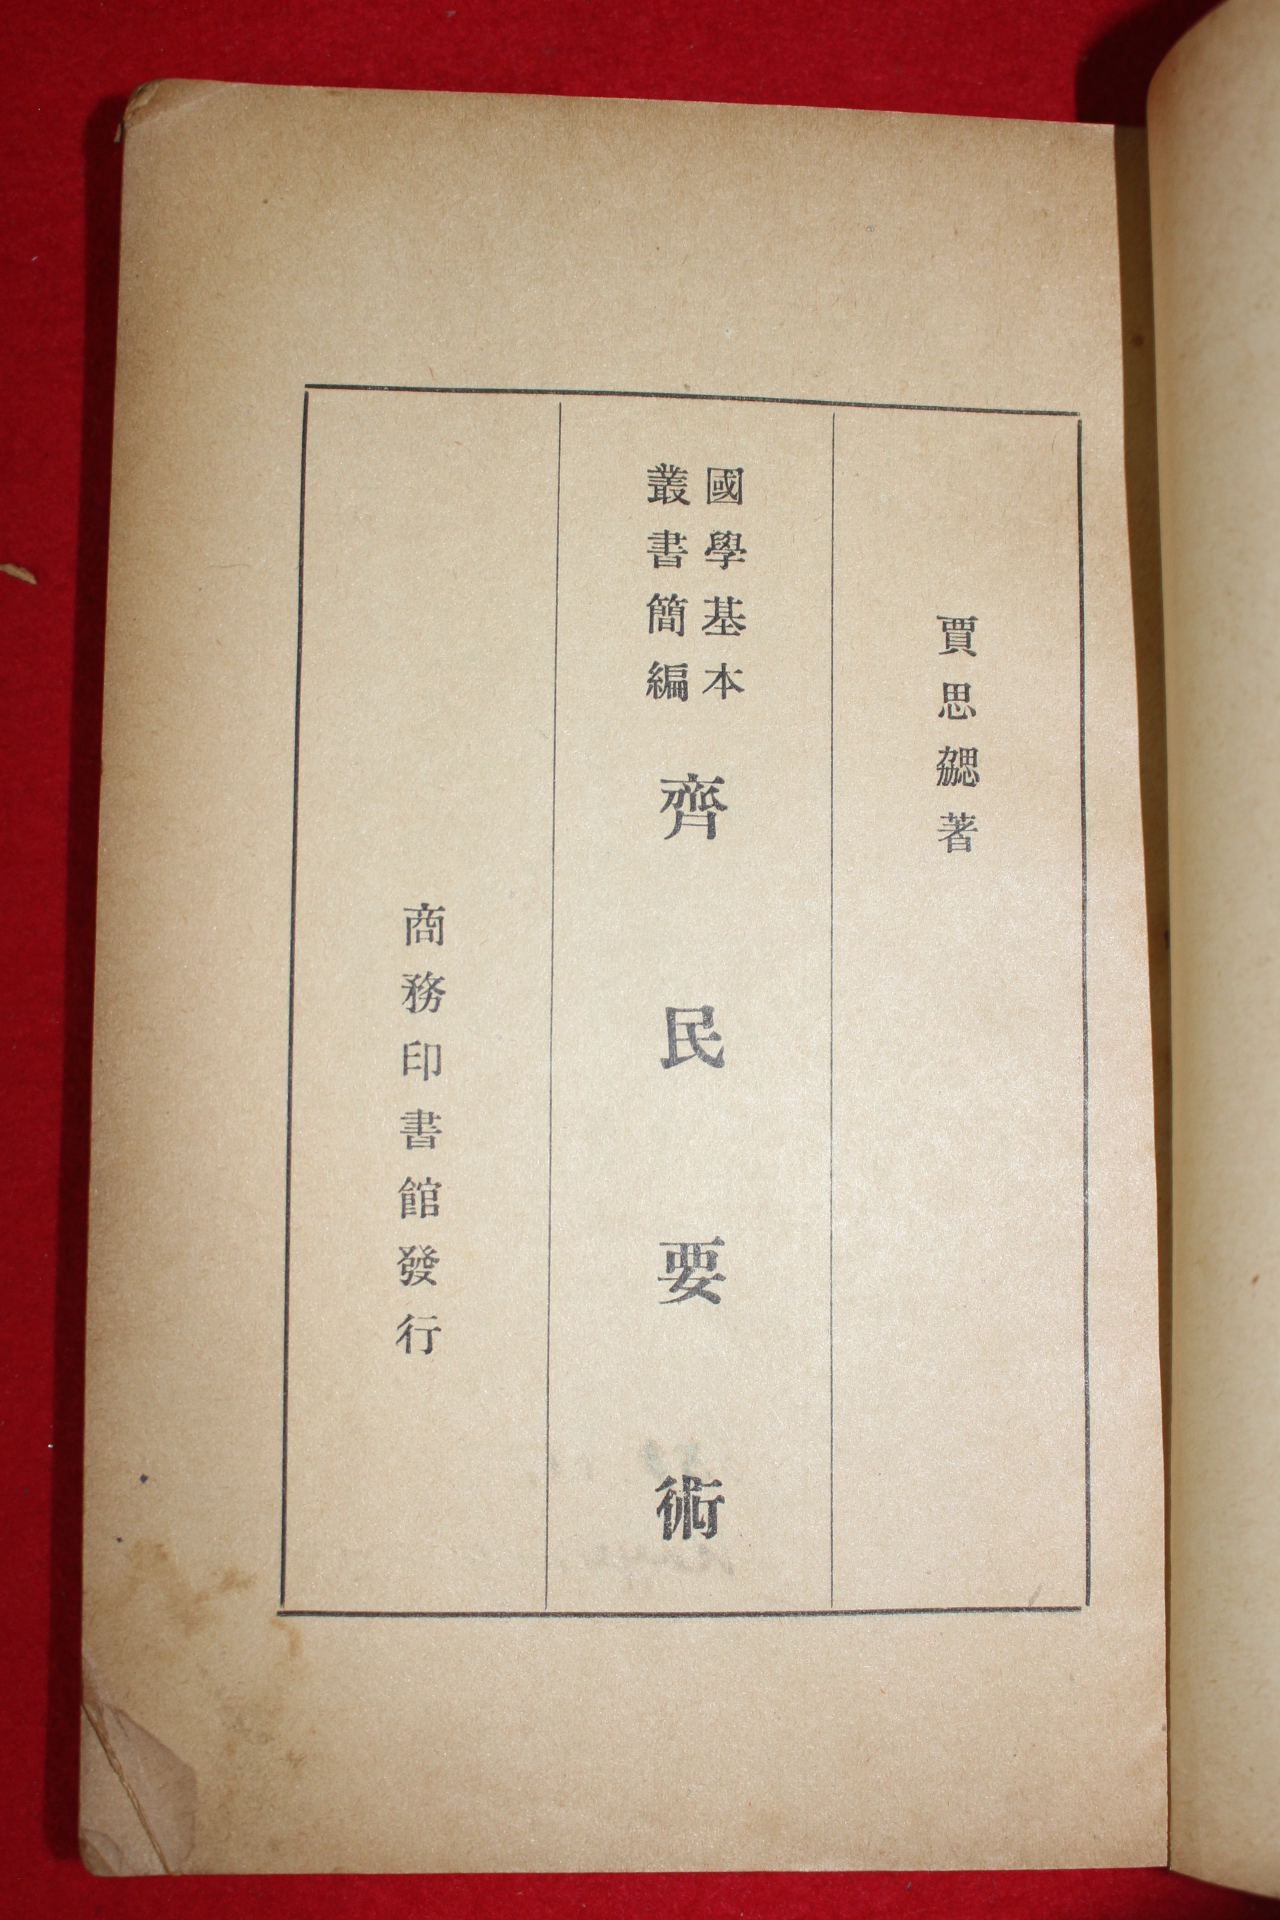 賈思勰著
國學基本
叢書簡編
齊民要術
商務印書館發行